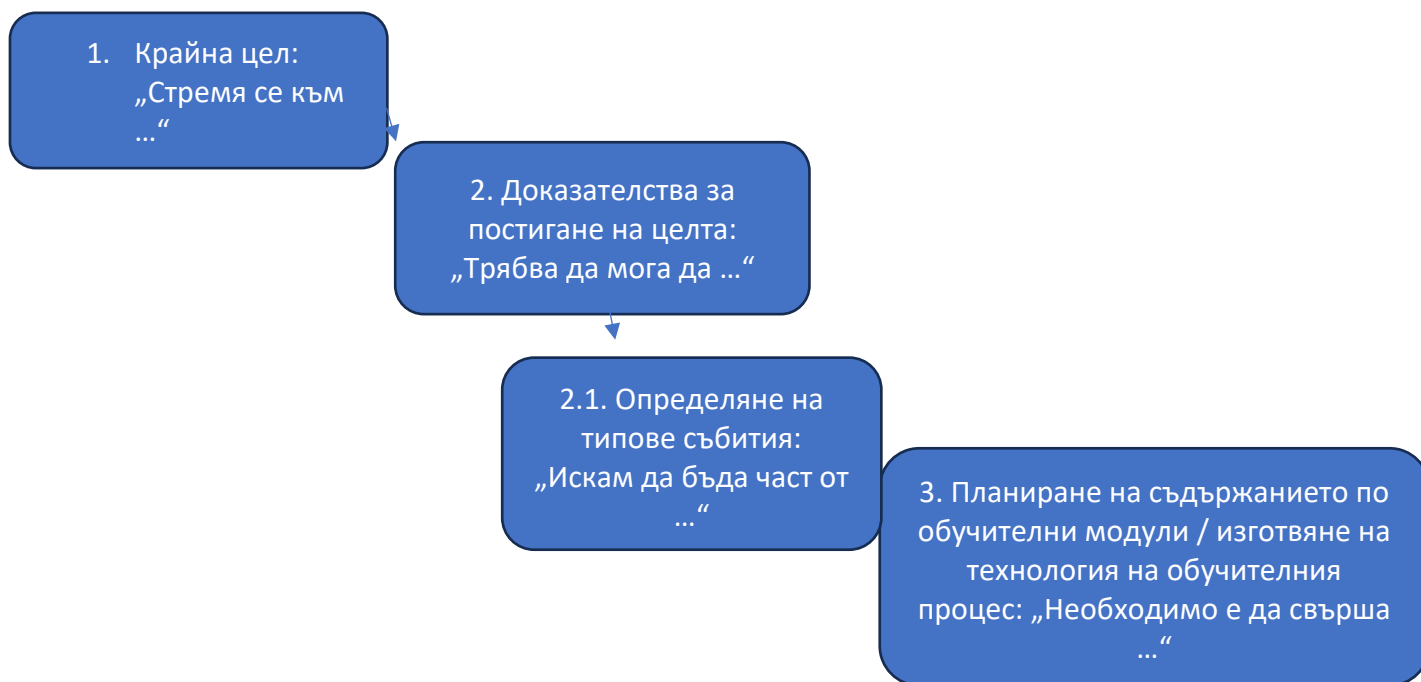 1. Крайна цел:
„Стремя се към
…“
2. Доказателства за
постигане на целта:
„Трябва да мога да …“
2.1. Определяне на
типове събития:
„Искам да бъда част от
…“
3. Планиране на съдържанието по
обучителни модули / изготвяне на
технология на обучителния
процес: „Необходимо е да свърша
…“